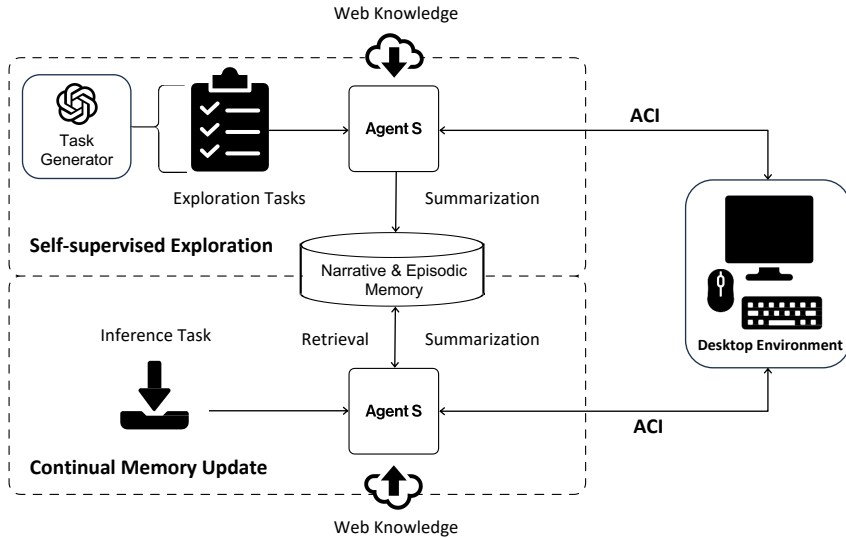 Web Knowledge
Task
Generator
Agent S
ACI
Exploration Tasks
Summarization
Self-supervised Exploration
Narrative & Episodic
Memory
Desktop Environment
Inference Task
Retrieval
Summarization
Agent S
ACI
Continual Memory Update
Web Knowledge